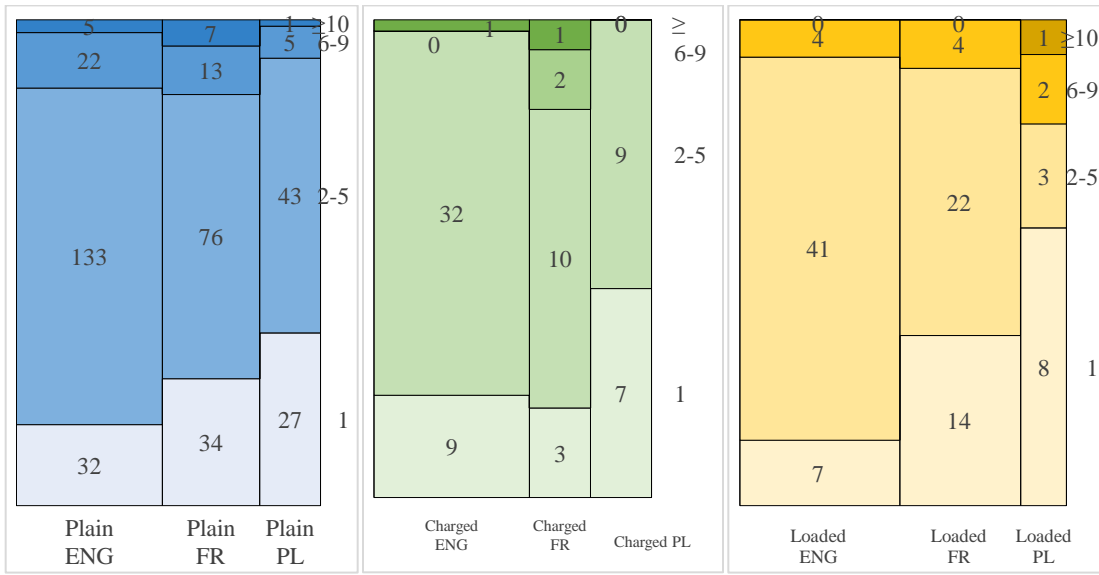 5 7 1 ≥10
22 13 5 6-9
133 76 43 2-5
32 34 27 1
Plain ENG
Plain FR
Plain PL
1 1 0 ≥
0 2 6-9
32 10 9 2-5
9 3 7 1
Charged ENG
Charged FR
Charged PL
0 0 1 ≥10
4 4 2 6-9
41 22 3 2-5
7 14 8 1
Loaded ENG
Loaded FR
Loaded PL